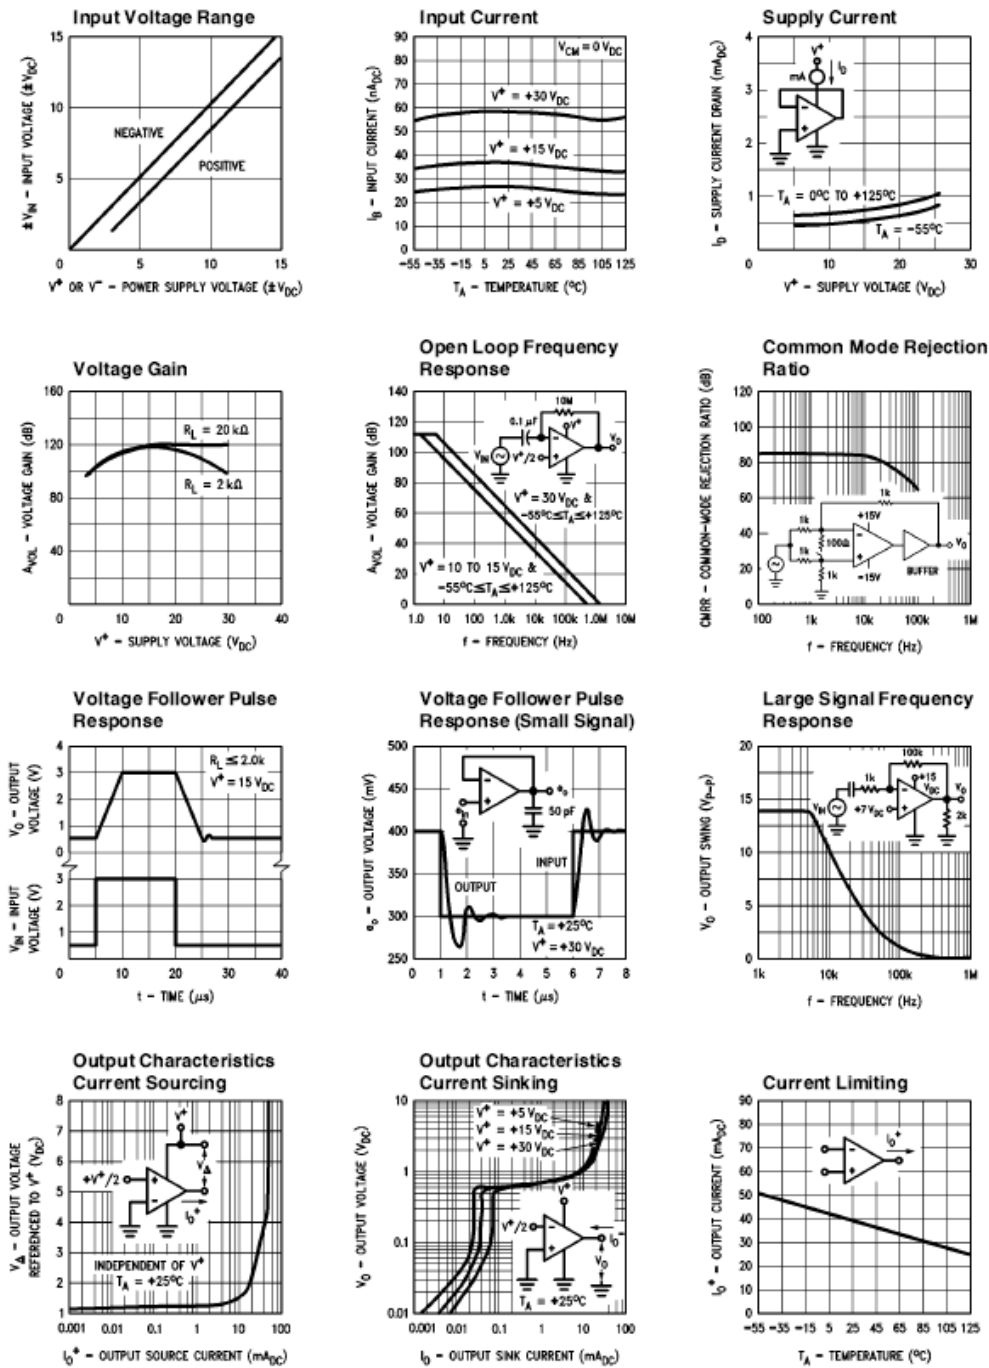 Input Voltage Range
±VIN – INPUT VOLTAGE (±VDC)
15
10
5
NEGATIVE
POSITIVE
0 5 10 15
V+ OR V− – POWER SUPPLY VOLTAGE (±VDC)
Input Current
IB – INPUT CURRENT (nADC)
90
80
70
60
50
40
30
20
10
0
VCM = 0 VDC
V+ = +30 VDC
V+ = +15 VDC
V+ = +5 VDC
−55 −35 −15 5 25 45 65 85 105 125
TA – TEMPERATURE (°C)
Supply Current
ID – SUPPLY CURRENT DRAIN (mADC)
4
3
2
1
V+
mA
ID
−
+
TA = 0°C TO +125°C
TA = −55°C
0 10 20 30
V+ – SUPPLY VOLTAGE (VDC)
Voltage Gain
AVOL – VOLTAGE GAIN (dB)
160
120
80
40
RL = 20 kΩ
RL = 2 kΩ
0 10 20 30 40
V+ – SUPPLY VOLTAGE (VDC)
Open Loop Frequency
Response
AVOL – VOLTAGE GAIN (dB)
140
120
100
80
60
40
20
0
10M
0.1 μF
V+
VIN
V+/2
−
+
VO
V+ = 30 VDC &
−55°C≤TA≤+125°C
V+ = 10 TO 15 VDC &
−55°C≤TA≤+125°C
1.0 10 100 1.0k 10k 100k 1.0M 10M
f – FREQUENCY (Hz)
Common Mode Rejection
Ratio
CMRR – COMMON-MODE REJECTION RATIO (dB)
120
100
80
60
40
20
0
1k
1k
+15V
100Ω
−
+
VO
1k
1k
−15V
BUFFER
100 1k 10k 100k 1M
f – FREQUENCY (Hz)
Voltage Follower Pulse
Response
VO – OUTPUT
VOLTAGE (V)
4
3
2
1
0
RL ≤ 2.0k
V+ = 15 VDC
VIN – INPUT
VOLTAGE (V)
3
2
1
0 10 20 30 40
t – TIME (μs)
Voltage Follower Pulse
Response (Small Signal)
eO – OUTPUT VOLTAGE (mV)
500
450
400
350
300
250
−
+
eO
eIN
50 pF
INPUT
OUTPUT
TA = +25°C
V+ = +30 VDC
0 1 2 3 4 5 6 7 8
t – TIME (μs)
Large Signal Frequency
Response
VO – OUTPUT SWING (VP–P)
20
15
10
5
0
100k
1k
+15
VDC
VIN
+7 VDC
−
+
VO
2k
1k 10k 100k 1M
f – FREQUENCY (Hz)
Output Characteristics
Current Sourcing
VΔ – OUTPUT VOLTAGE
REFERENCED TO V+ (VDC)
8
7
6
5
4
3
2
1
V+
+V+/2
+
−
VΔ
IO+
INDEPENDENT OF V+
TA = +25°C
0.001 0.01 0.1 1 10 100
IO+ – OUTPUT SOURCE CURRENT (mADC)
Output Characteristics
Current Sinking
VO – OUTPUT VOLTAGE (VDC)
10
1
0.1
0.01
V+ = +5 VDC
V+ = +15 VDC
V+ = +30 VDC
V+
V+/2
−
+
IO−
VO
TA = +25°C
0.001 0.01 0.1 1 10 100
IO – OUTPUT SINK CURRENT (mADC)
Current Limiting
IO+ – OUTPUT CURRENT (mADC)
90
80
70
60
50
40
30
20
10
0
−
+
IO+
−55 −35 −15 5 25 45 65 85 105 125
TA – TEMPERATURE (°C)